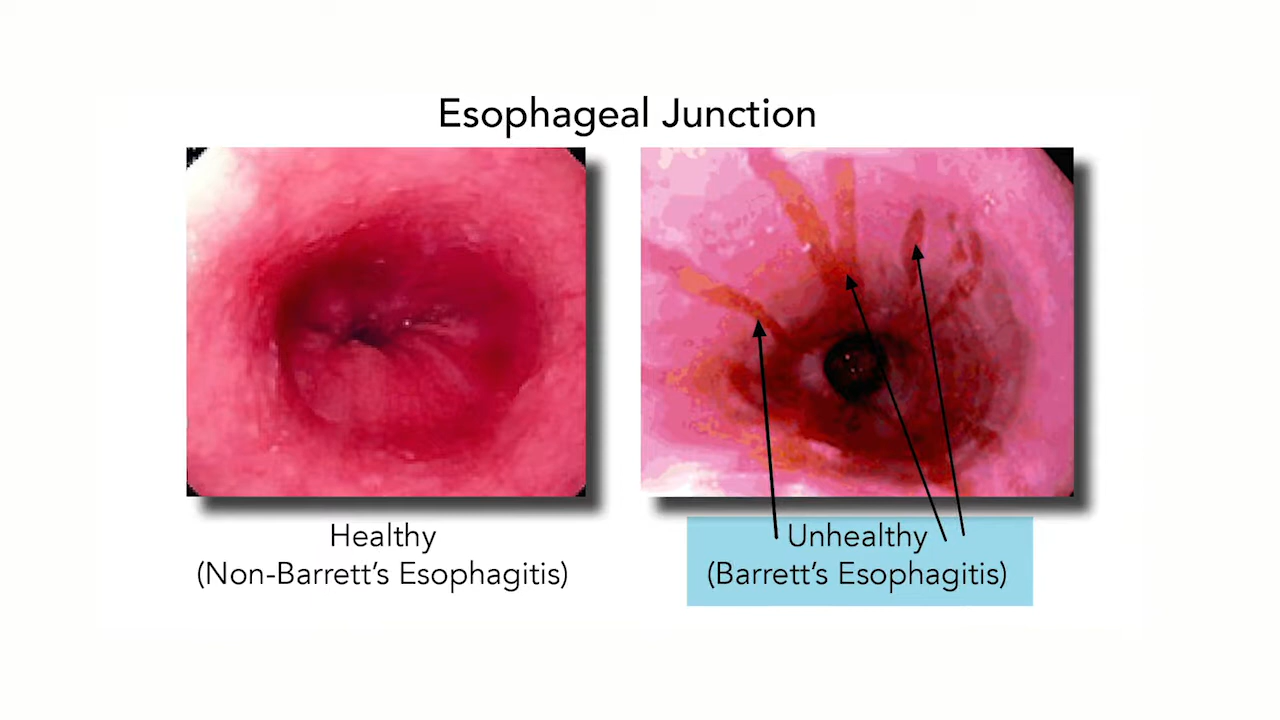 Esophageal Junction
Healthy
(Non-Barrett's Esophagitis)
Unhealthy
(Barrett's Esophagitis)